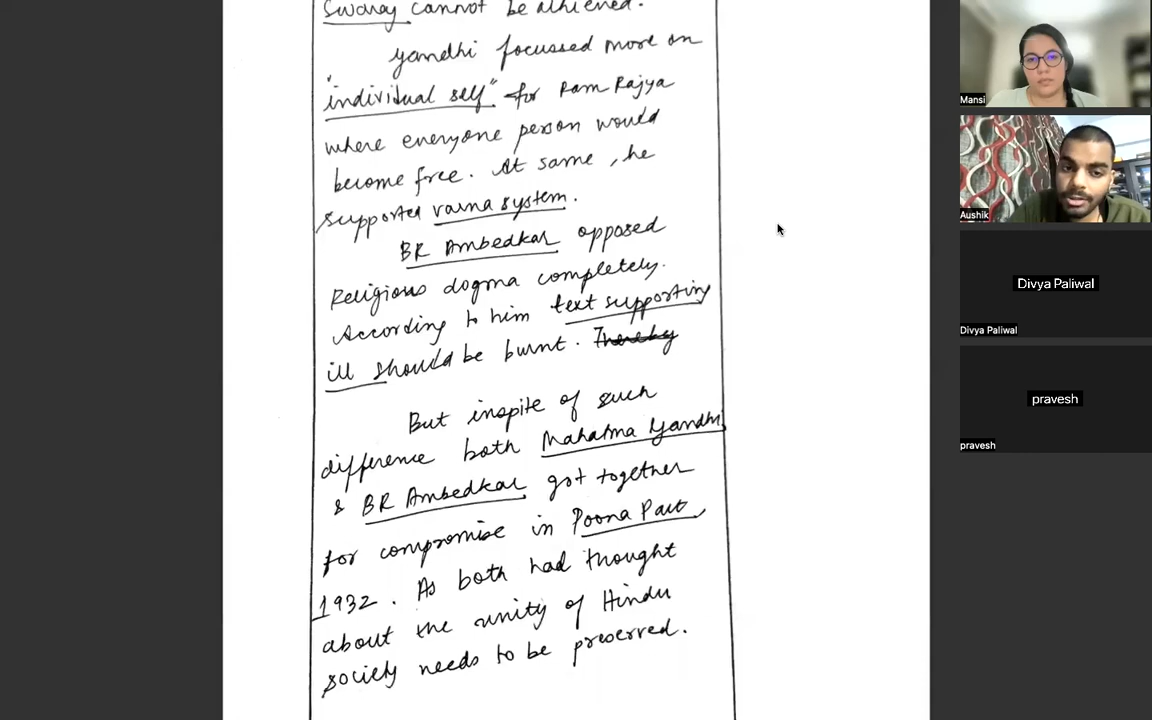 Swaraj cannot be achieved.
Gandhi focussed more on
"individual self" for Ram Rajya
where everyone person would
become free. At same, he
supported varna system.
BR Ambedkar opposed
Religious dogma completely.
According to him text supporting
ill should be burnt. Thereby
But inspite of such
difference both Mahatma Gandhi
& BR Ambedkar got together
for compromise in Poona Pact,
1932. As both had thought
about the unity of Hindu
society needs to be preserved.
Mansi
Aushik
Divya Paliwal
Divya Paliwal
pravesh
pravesh